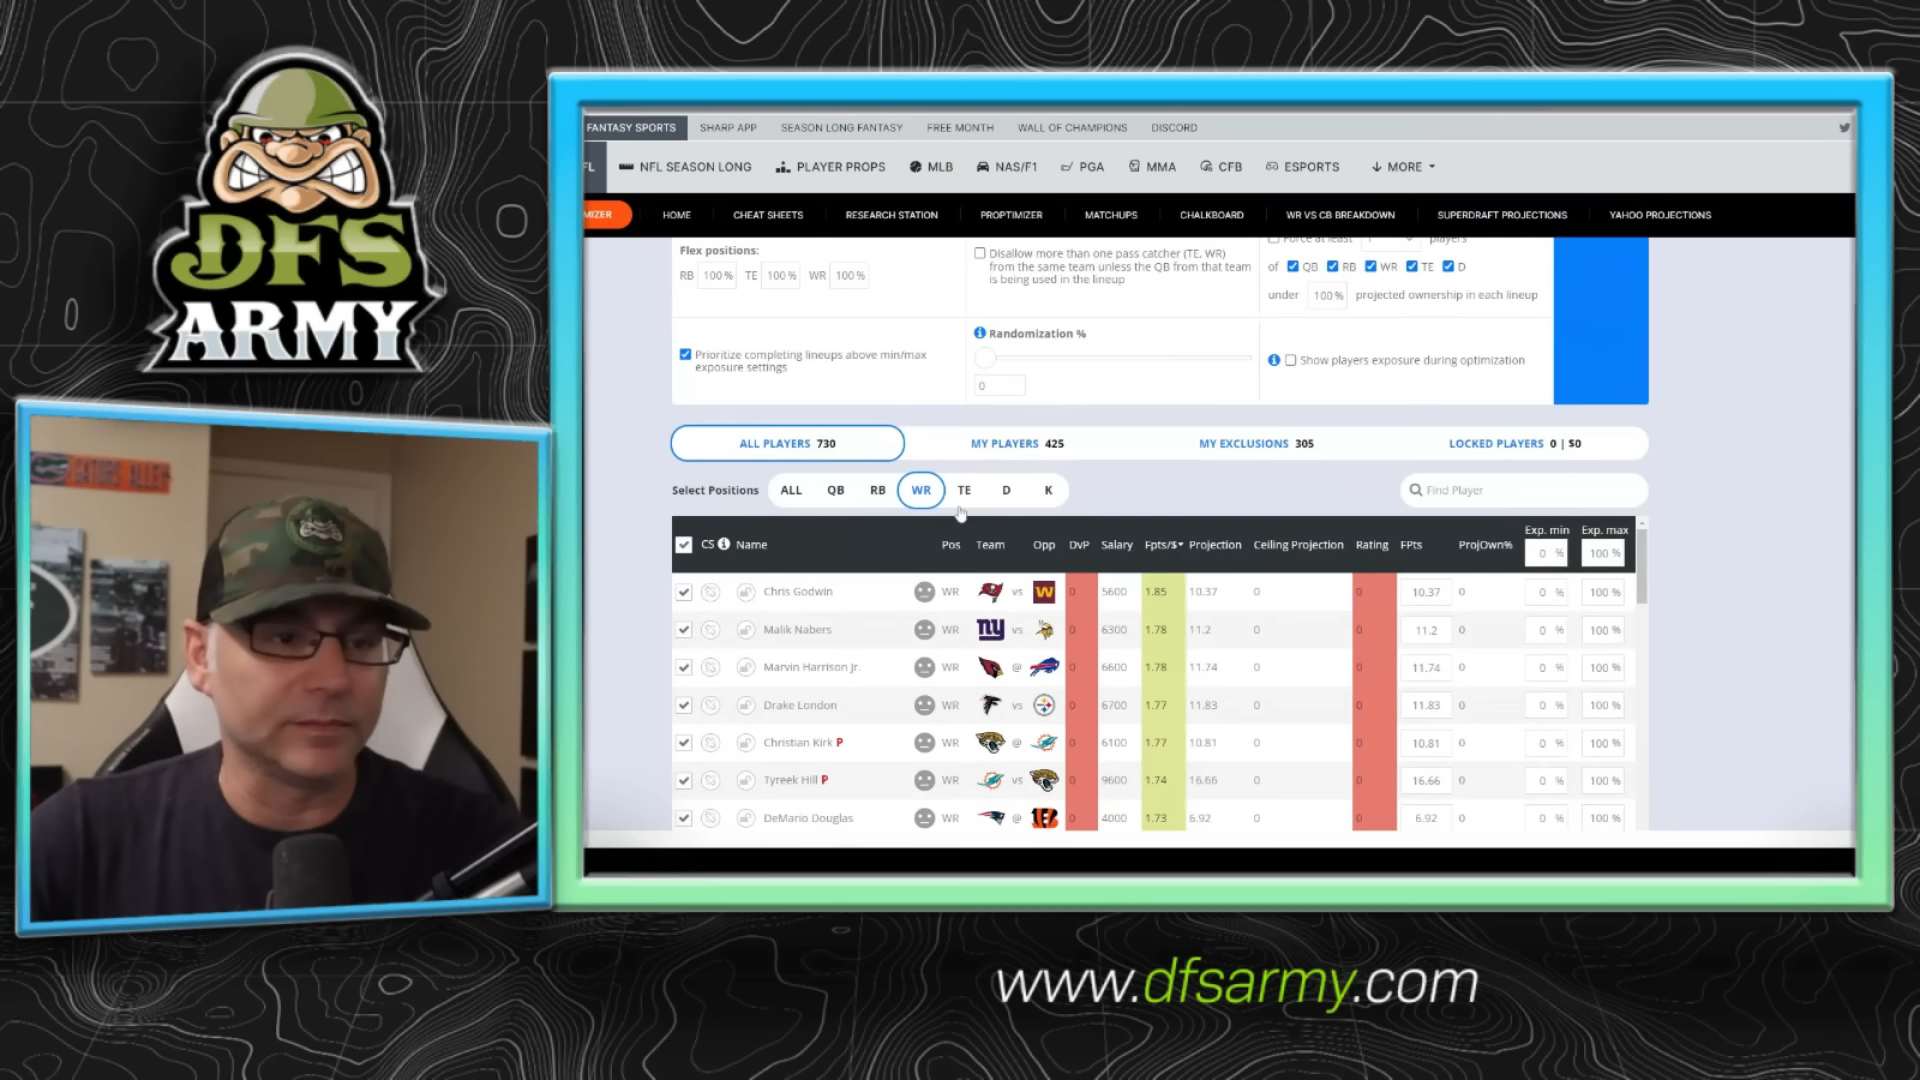 DFS
ARMY
GATORS ALLEY
FANTASY SPORTS SHARP APP SEASON LONG FANTASY FREE MONTH WALL OF CHAMPIONS DISCORD
FL NFL SEASON LONG PLAYER PROPS MLB NAS/F1 PGA MMA CFB ESPORTS MORE
MIZER HOME CHEAT SHEETS RESEARCH STATION PROPTIMIZER MATCHUPS CHALKBOARD WR VS CB BREAKDOWN SUPERDRAFT PROJECTIONS YAHOO PROJECTIONS
Flex positions:
RB 100 % TE 100 % WR 100 %
Disallow more than one pass catcher (TE, WR)
from the same team unless the QB from that team
is being used in the lineup
Force at least 1 players
of QB RB WR TE D
under 100 % projected ownership in each lineup
Prioritize completing lineups above min/max
exposure settings
Randomization %
0
Show players exposure during optimization
ALL PLAYERS 730 MY PLAYERS 425 MY EXCLUSIONS 305 LOCKED PLAYERS 0 | $0
Select Positions ALL QB RB WR TE D K Find Player
CS Name Pos Team Opp DvP Salary Fpts/$ Projection Ceiling Projection Rating FPts ProjOwn% Exp. min 0 % Exp. max 100 %
Chris Godwin WR vs W 0 5600 1.85 10.37 0 0 10.37 0 0 % 100 %
Malik Nabers WR ny vs 0 6300 1.78 11.2 0 0 11.2 0 0 % 100 %
Marvin Harrison Jr. WR @ 0 6600 1.78 11.74 0 0 11.74 0 0 % 100 %
Drake London WR vs 0 6700 1.77 11.83 0 0 11.83 0 0 % 100 %
Christian Kirk P WR @ 0 6100 1.77 10.81 0 0 10.81 0 0 % 100 %
Tyreek Hill P WR vs 0 9600 1.74 16.66 0 0 16.66 0 0 % 100 %
DeMario Douglas WR @ 0 4000 1.73 6.92 0 0 6.92 0 0 % 100 %
www.dfsarmy.com